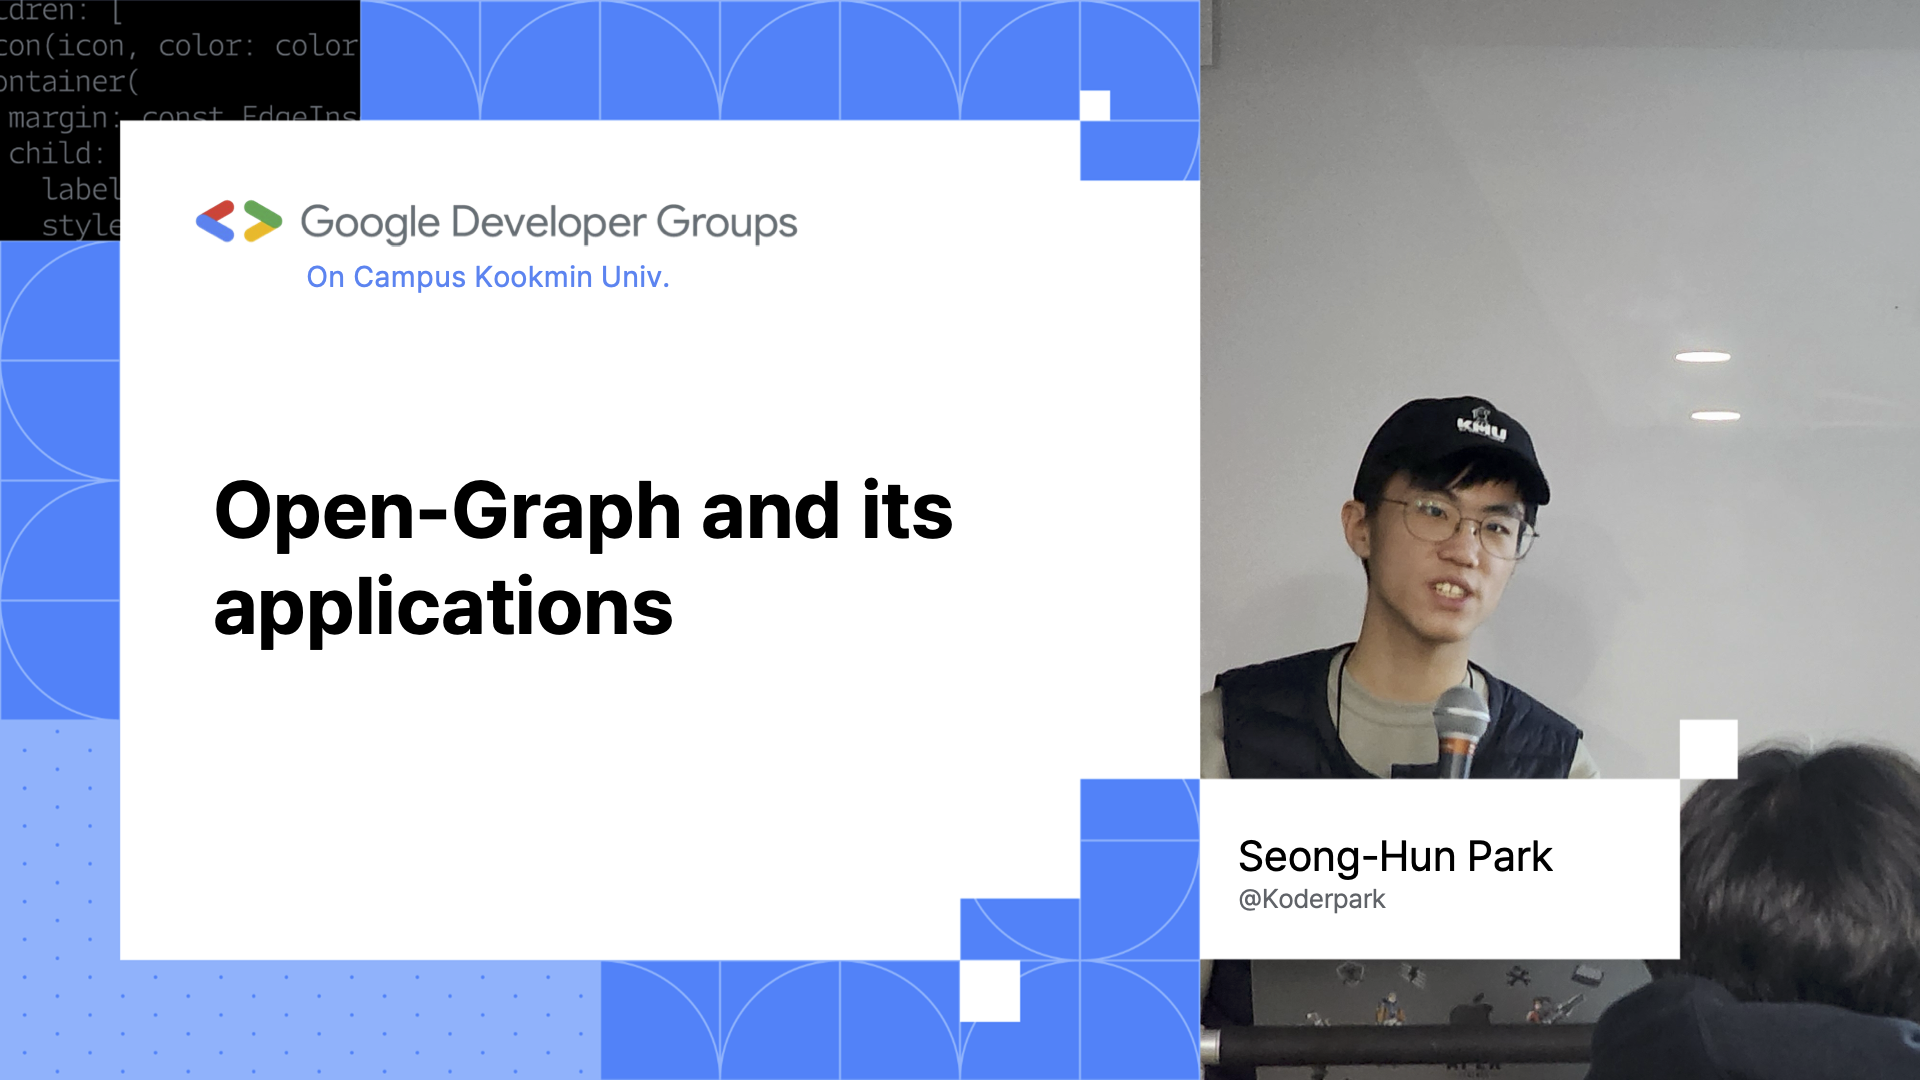 dren: [
con(icon, color: color
ontainer(
margin: const EdgeIns
child:
label
style
Google Developer Groups
On Campus Kookmin Univ.
Open-Graph and its
applications
KMU
Seong-Hun Park
@Koderpark